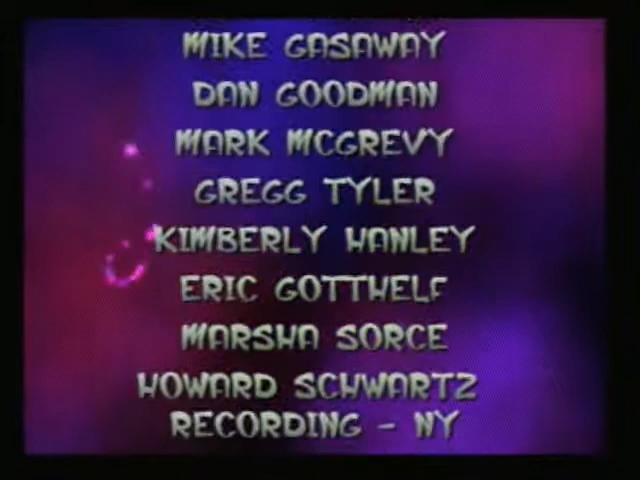 MIKE GASAWAY
DAN GOODMAN
MARK MCGREVY
GREGG TYLER
KIMBERLY HANLEY
ERIC GOTTHELF
MARSHA SORCE
HOWARD SCHWARTZ
RECORDING - NY